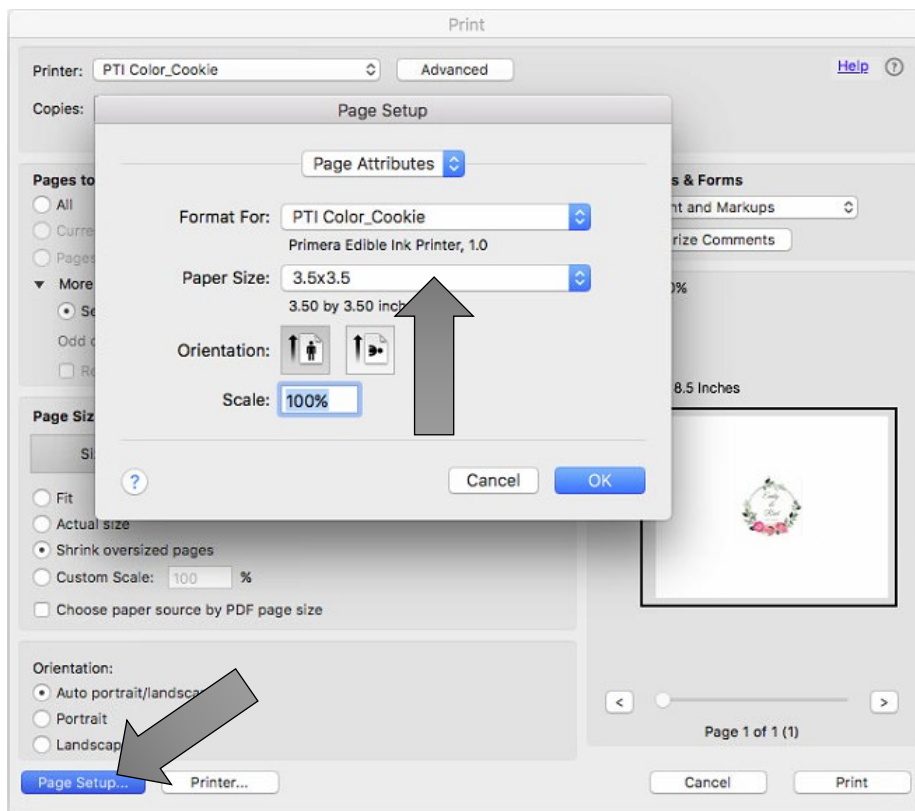 Print
Printer: PTI Color_Cookie Advanced Help ?
Copies:
Page Setup
Page Attributes
Format For: PTI Color_Cookie
Primera Edible Ink Printer, 1.0
Paper Size: 3.5x3.5
3.50 by 3.50
Orientation:
Scale: 100%
? Cancel OK
Pages to
All
More
Odd
s & Forms
and Markups
Comments
%
8.5 Inches
Page Siz
Fit
Actual size
Shrink oversized pages
Custom Scale: 100 %
Choose paper source by PDF page size
Orientation:
Auto portrait/landsca
Portrait
Landscap
Page Setup... Printer...
Emily
&
< >
Page 1 of 1 (1)
Cancel Print